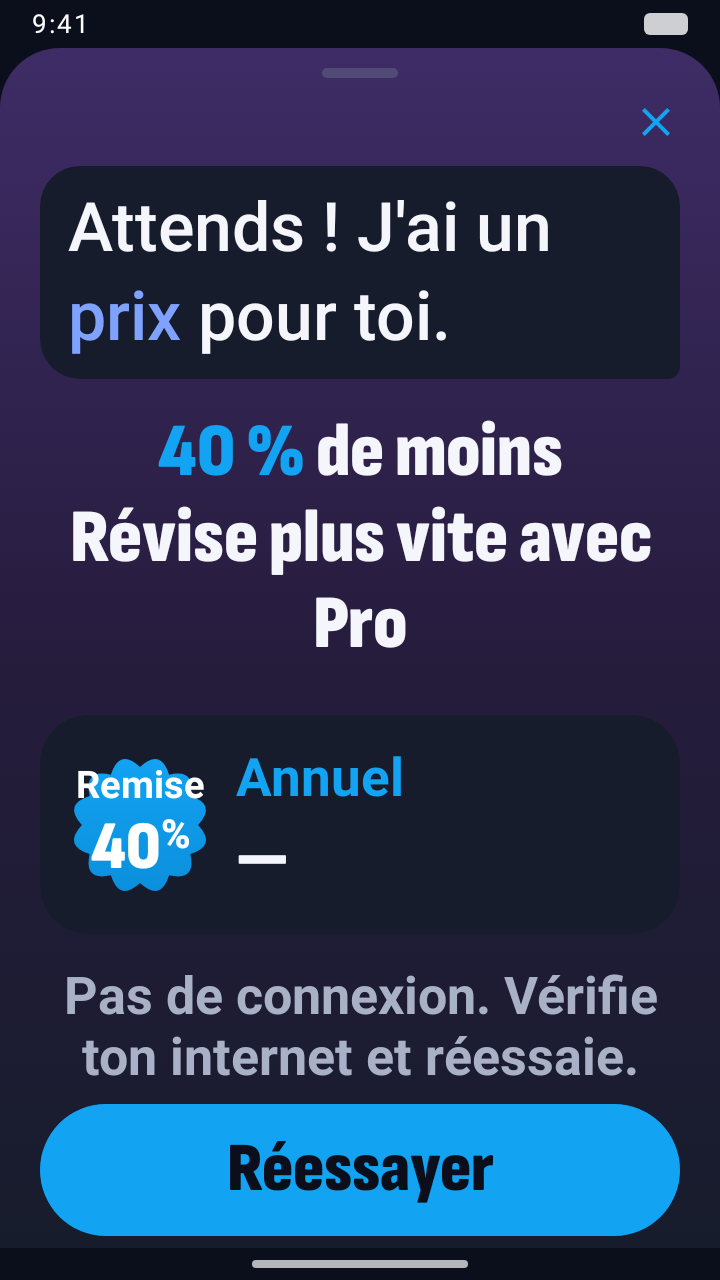 9:41
Attends ! J'ai un
prix pour toi.
40 % de moins
Révise plus vite avec
Pro
Remise
40%
Annuel
—
Pas de connexion. Vérifie
ton internet et réessaie.
Réessayer